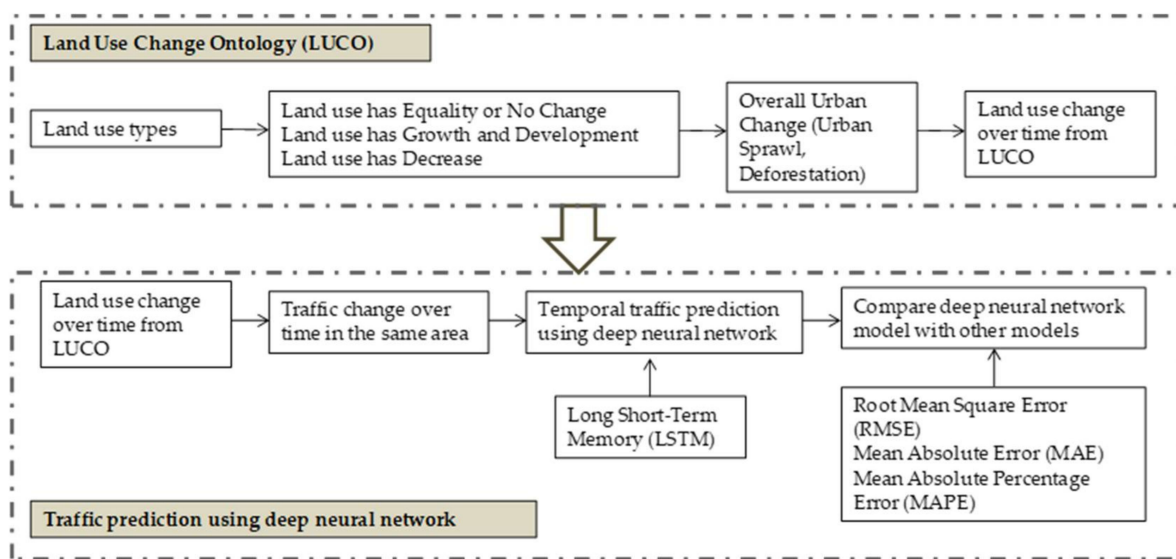 Land Use Change Ontology (LUCO)
Land use types
Land use has Equality or No Change
Land use has Growth and Development
Land use has Decrease
Overall Urban
Change (Urban
Sprawl,
Deforestation)
Land use change
over time from
LUCO
Land use change
over time from
LUCO
Traffic change over
time in the same area
Temporal traffic prediction
using deep neural network
Compare deep neural network
model with other models
Long Short-Term
Memory (LSTM)
Root Mean Square Error
(RMSE)
Mean Absolute Error (MAE)
Mean Absolute Percentage
Error (MAPE)
Traffic prediction using deep neural network